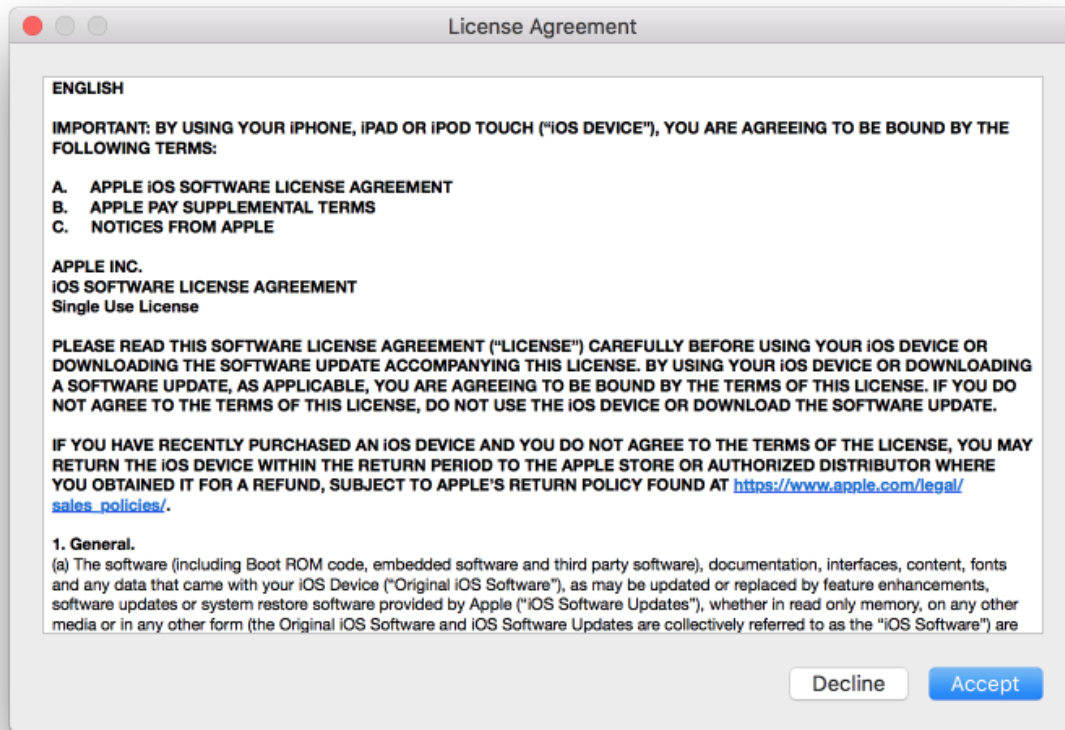 License Agreement
ENGLISH
IMPORTANT: BY USING YOUR iPHONE, iPAD OR iPOD TOUCH (“iOS DEVICE”), YOU ARE AGREEING TO BE BOUND BY THE
FOLLOWING TERMS:
A. APPLE iOS SOFTWARE LICENSE AGREEMENT
B. APPLE PAY SUPPLEMENTAL TERMS
C. NOTICES FROM APPLE
APPLE INC.
iOS SOFTWARE LICENSE AGREEMENT
Single Use License
PLEASE READ THIS SOFTWARE LICENSE AGREEMENT (“LICENSE”) CAREFULLY BEFORE USING YOUR iOS DEVICE OR
DOWNLOADING THE SOFTWARE UPDATE ACCOMPANYING THIS LICENSE. BY USING YOUR iOS DEVICE OR DOWNLOADING
A SOFTWARE UPDATE, AS APPLICABLE, YOU ARE AGREEING TO BE BOUND BY THE TERMS OF THIS LICENSE. IF YOU DO
NOT AGREE TO THE TERMS OF THIS LICENSE, DO NOT USE THE iOS DEVICE OR DOWNLOAD THE SOFTWARE UPDATE.
IF YOU HAVE RECENTLY PURCHASED AN iOS DEVICE AND YOU DO NOT AGREE TO THE TERMS OF THE LICENSE, YOU MAY
RETURN THE iOS DEVICE WITHIN THE RETURN PERIOD TO THE APPLE STORE OR AUTHORIZED DISTRIBUTOR WHERE
YOU OBTAINED IT FOR A REFUND, SUBJECT TO APPLE’S RETURN POLICY FOUND AT https://www.apple.com/legal/
sales_policies/.
1. General.
(a) The software (including Boot ROM code, embedded software and third party software), documentation, interfaces, content, fonts
and any data that came with your iOS Device (“Original iOS Software”), as may be updated or replaced by feature enhancements,
software updates or system restore software provided by Apple (“iOS Software Updates”), whether in read only memory, on any other
media or in any other form (the Original iOS Software and iOS Software Updates are collectively referred to as the “iOS Software”) are
Decline
Accept